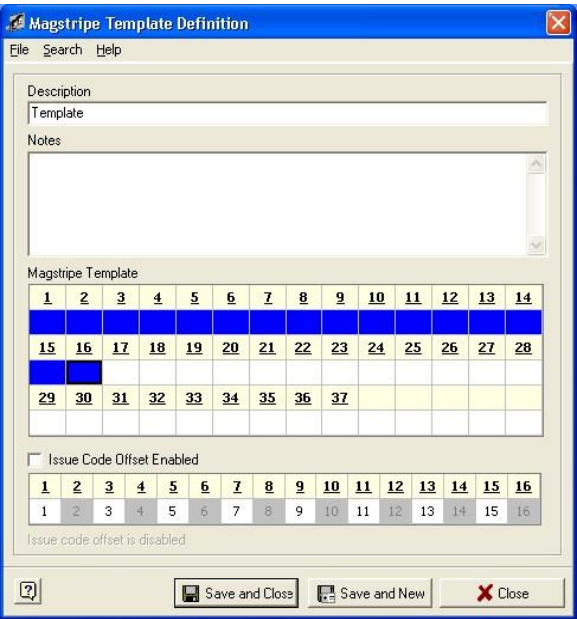 Magstripe Template Definition
File Search Help
Description
Template
Notes
Magstripe Template
1 2 3 4 5 6 7 8 9 10 11 12 13 14
15 16 17 18 19 20 21 22 23 24 25 26 27 28
29 30 31 32 33 34 35 36 37
Issue Code Offset Enabled
1 2 3 4 5 6 7 8 9 10 11 12 13 14 15 16
1 2 3 4 5 6 7 8 9 10 11 12 13 14 15 16
Issue code offset is disabled
? Save and Close Save and New Close